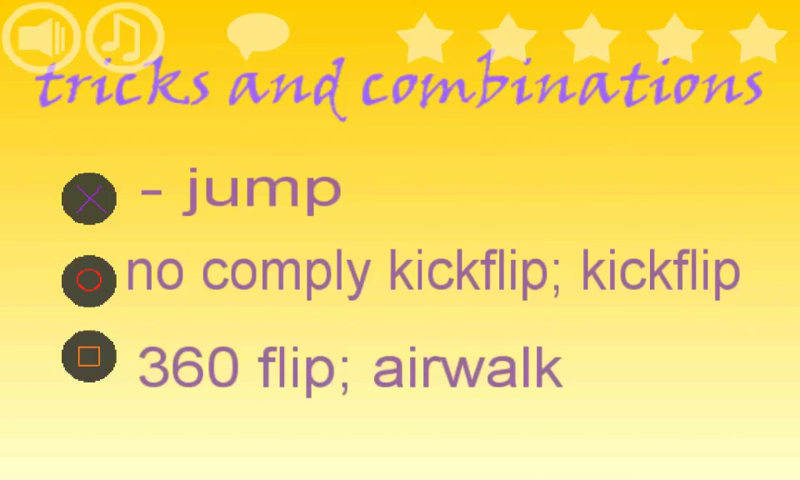 tricks and combinations
- jump
no comply kickflip; kickflip
360 flip; airwalk